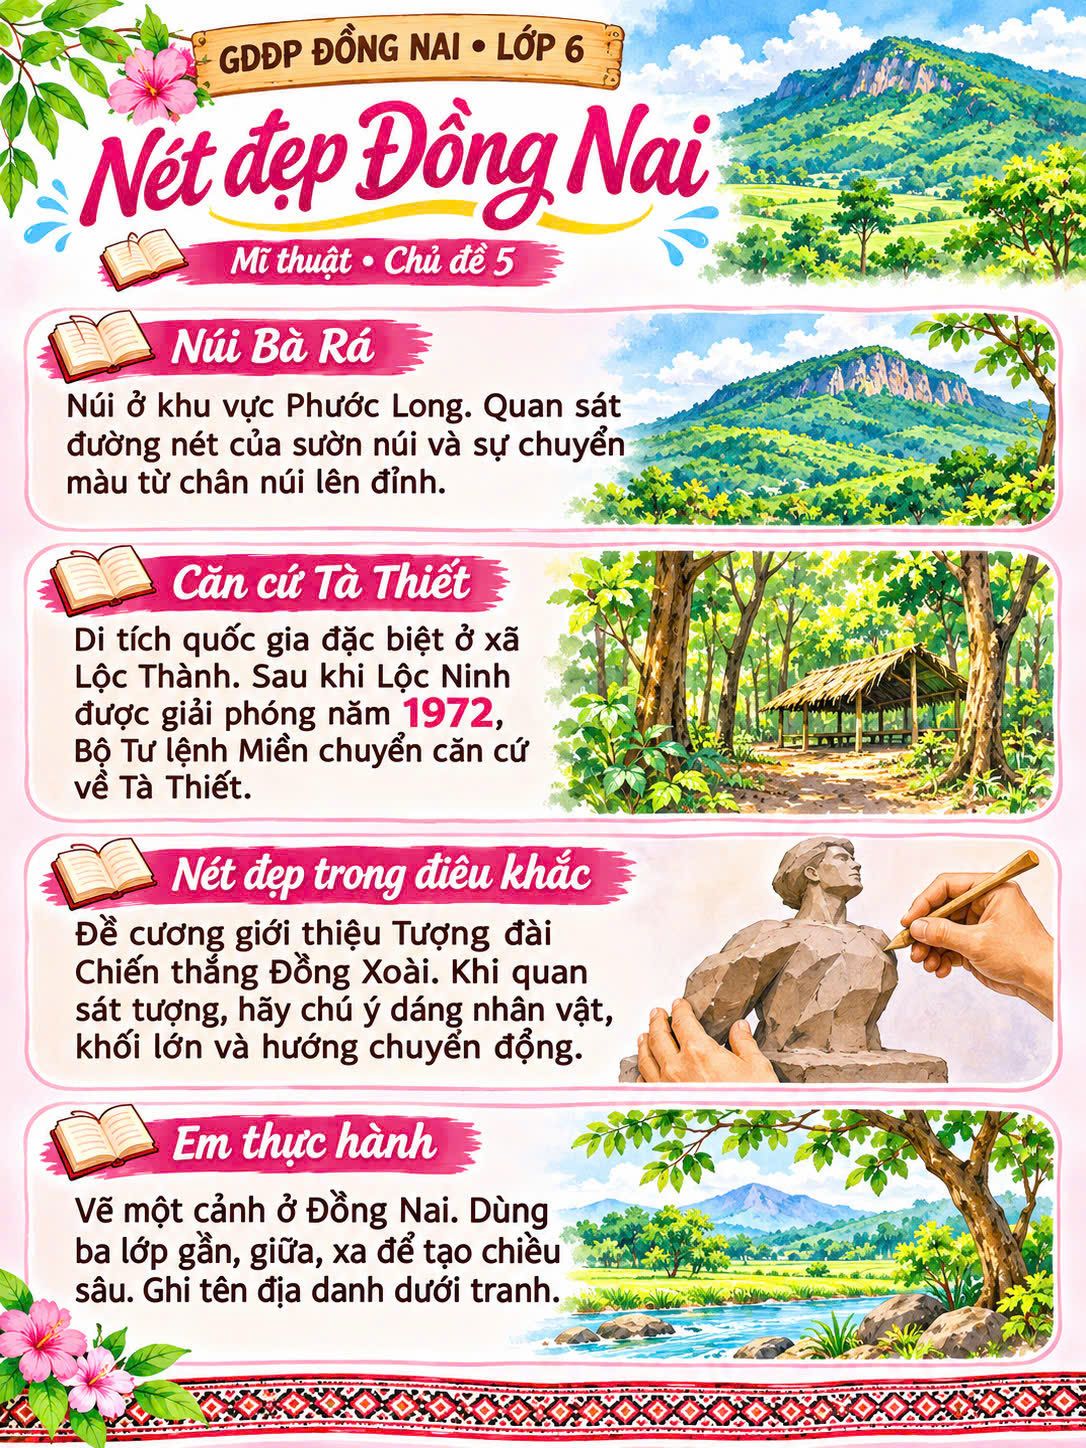 GDĐP ĐỒNG NAI • LỚP 6
Nét đẹp Đồng Nai
Mĩ thuật • Chủ đề 5
Núi Bà Rá
Núi ở khu vực Phước Long. Quan sát
đường nét của sườn núi và sự chuyển
màu từ chân núi lên đỉnh.
Căn cứ Tà Thiết
Di tích quốc gia đặc biệt ở xã
Lộc Thành. Sau khi Lộc Ninh
được giải phóng năm 1972,
Bộ Tư lệnh Miền chuyển căn cứ
về Tà Thiết.
Nét đẹp trong điêu khắc
Đề cương giới thiệu Tượng đài
Chiến thắng Đồng Xoài. Khi quan
sát tượng, hãy chú ý dáng nhân vật,
khối lớn và hướng chuyển động.
Em thực hành
Vẽ một cảnh ở Đồng Nai. Dùng
ba lớp gần, giữa, xa để tạo chiều
sâu. Ghi tên địa danh dưới tranh.